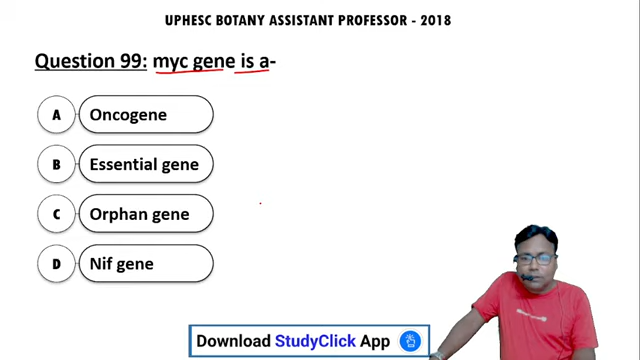 UPHESC BOTANY ASSISTANT PROFESSOR - 2018
Question 99: myc gene is a-
A Oncogene
B Essential gene
C Orphan gene
D Nif gene
Download StudyClick App